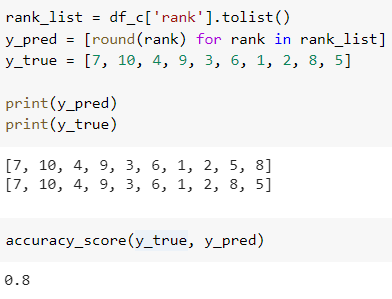 rank_list = df_c['rank'].tolist()
y_pred = [round(rank) for rank in rank_list]
y_true = [7, 10, 4, 9, 3, 6, 1, 2, 8, 5]
print(y_pred)
print(y_true)
[7, 10, 4, 9, 3, 6, 1, 2, 5, 8]
[7, 10, 4, 9, 3, 6, 1, 2, 8, 5]
accuracy_score(y_true, y_pred)
0.8